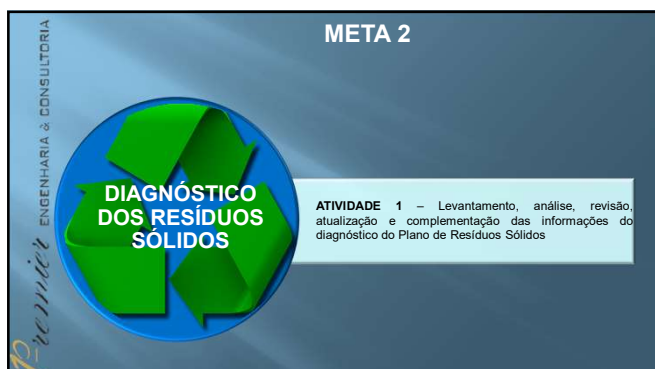 META 2
Premier ENGENHARIA & CONSULTORIA
DIAGNÓSTICO
DOS RESÍDUOS
SÓLIDOS
ATIVIDADE 1 – Levantamento, análise, revisão,
atualização e complementação das informações do
diagnóstico do Plano de Resíduos Sólidos